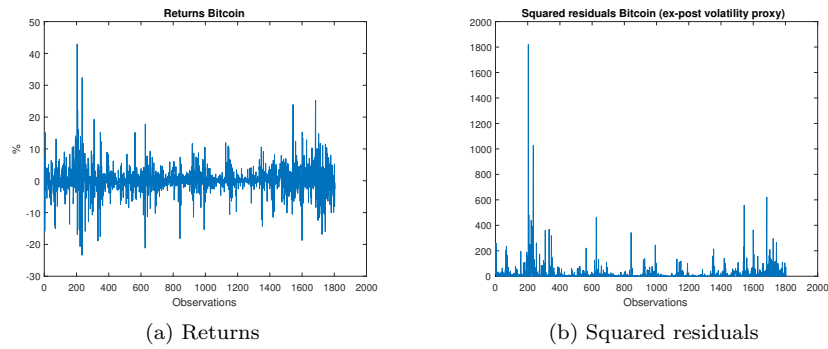 Returns Bitcoin
50
40
30
20
10
0
-10
-20
-30
%
0 200 400 600 800 1000 1200 1400 1600 1800 2000
Observations
(a) Returns
Squared residuals Bitcoin (ex-post volatility proxy)
2000
1800
1600
1400
1200
1000
800
600
400
200
0
0 200 400 600 800 1000 1200 1400 1600 1800 2000
Observations
(b) Squared residuals